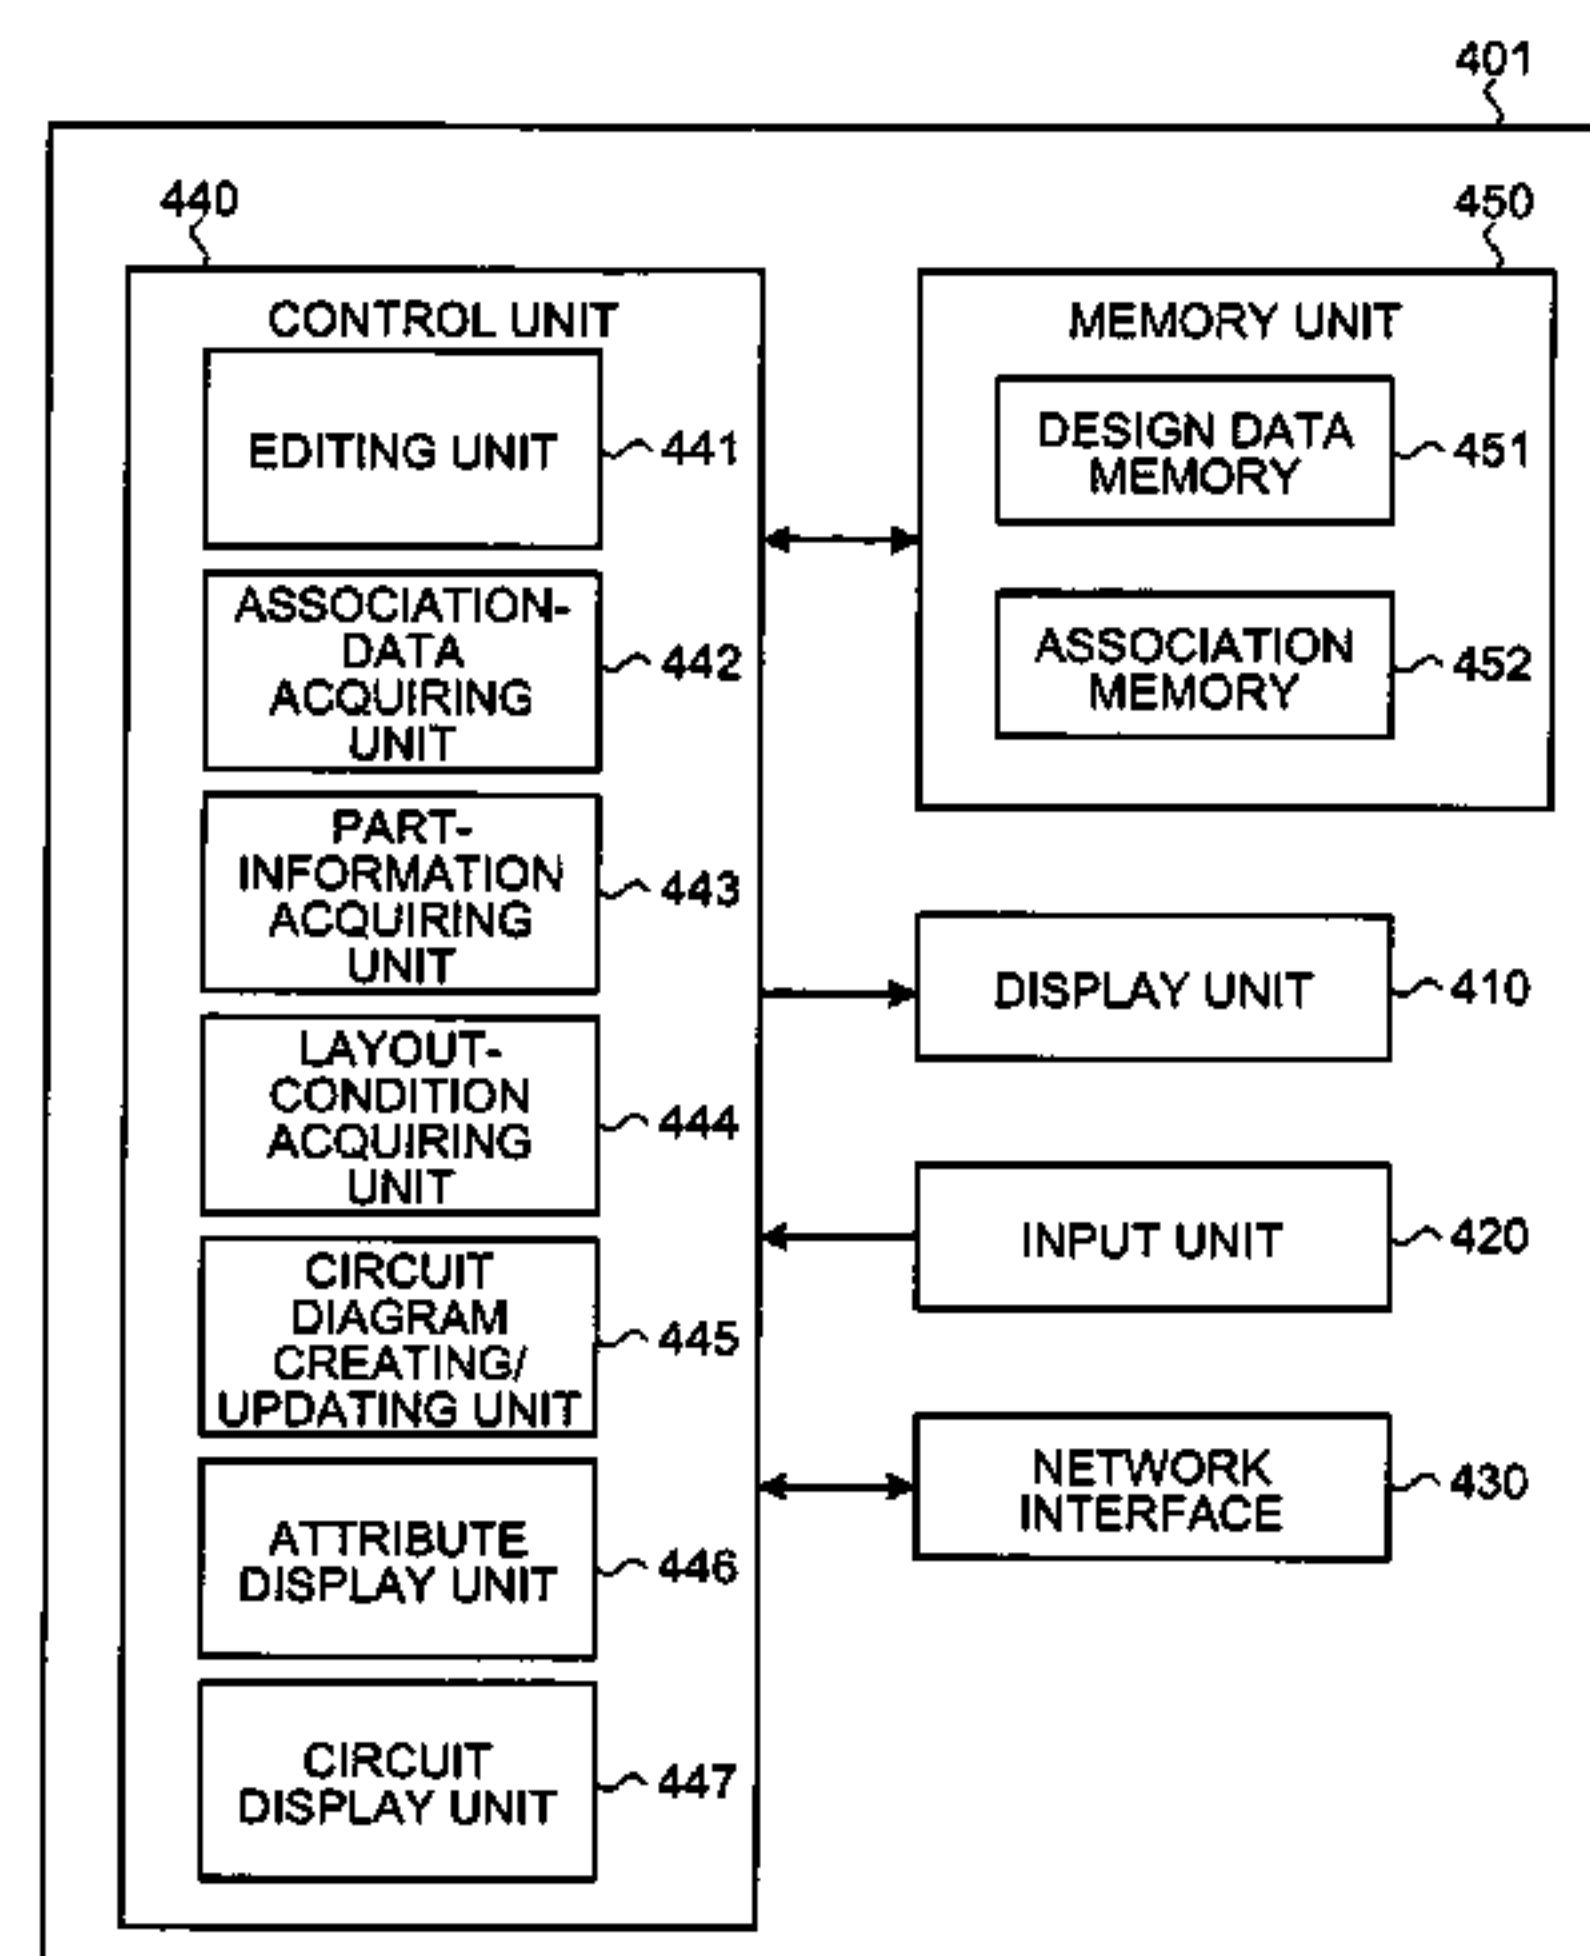 401
440
CONTROL UNIT
EDITING UNIT
441
ASSOCIATION-
DATA
ACQUIRING
UNIT
442
PART-
INFORMATION
ACQUIRING
UNIT
443
LAYOUT-
CONDITION
ACQUIRING
UNIT
444
CIRCUIT
DIAGRAM
CREATING/
UPDATING UNIT
445
ATTRIBUTE
DISPLAY UNIT
446
CIRCUIT
DISPLAY UNIT
447
450
MEMORY UNIT
DESIGN DATA
MEMORY
451
ASSOCIATION
MEMORY
452
DISPLAY UNIT
410
INPUT UNIT
420
NETWORK
INTERFACE
430